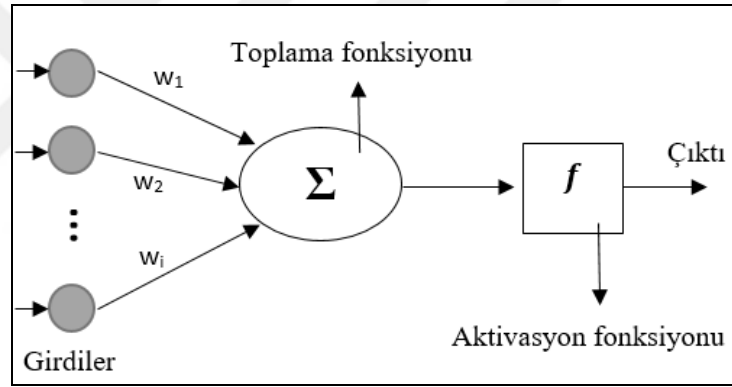 Toplama fonksiyonu
w1
w2
wi
Σ
f
Çıktı
Girdiler
Aktivasyon fonksiyonu